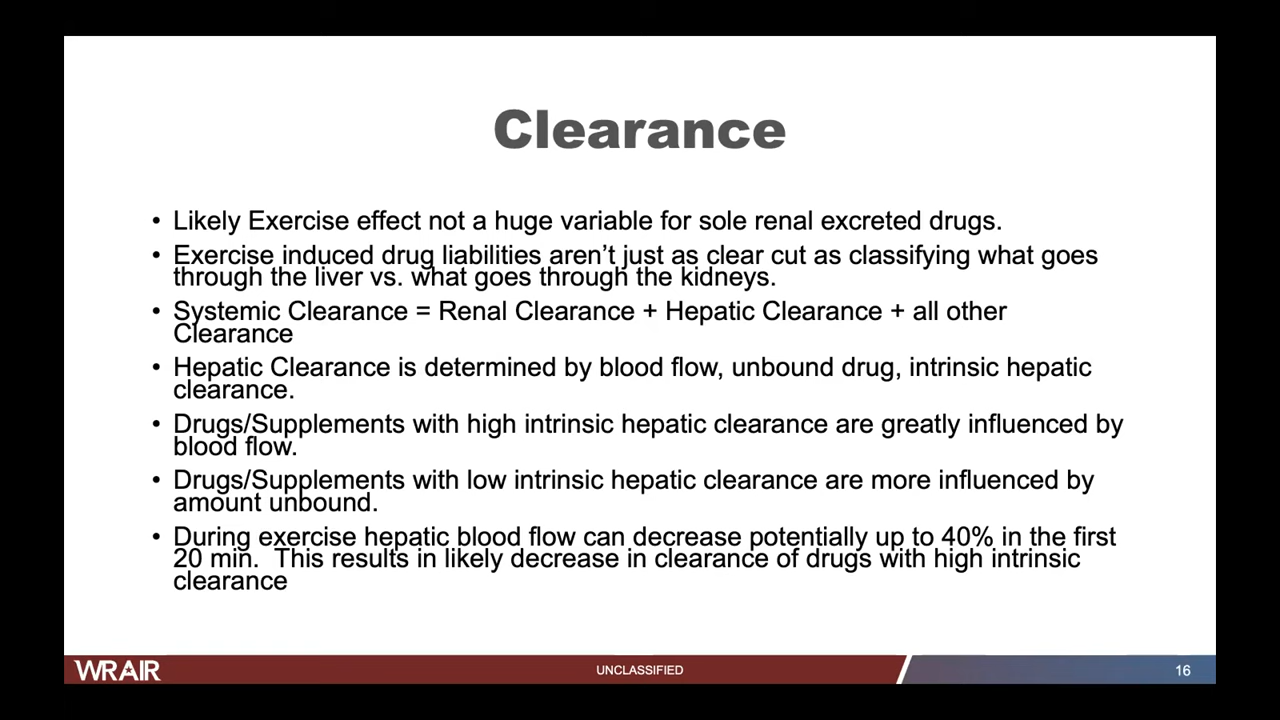 Clearance
• Likely Exercise effect not a huge variable for sole renal excreted drugs.
• Exercise induced drug liabilities aren’t just as clear cut as classifying what goes
through the liver vs. what goes through the kidneys.
• Systemic Clearance = Renal Clearance + Hepatic Clearance + all other
Clearance
• Hepatic Clearance is determined by blood flow, unbound drug, intrinsic hepatic
clearance.
• Drugs/Supplements with high intrinsic hepatic clearance are greatly influenced by
blood flow.
• Drugs/Supplements with low intrinsic hepatic clearance are more influenced by
amount unbound.
• During exercise hepatic blood flow can decrease potentially up to 40% in the first
20 min.  This results in likely decrease in clearance of drugs with high intrinsic
clearance
WRAIR
UNCLASSIFIED
16